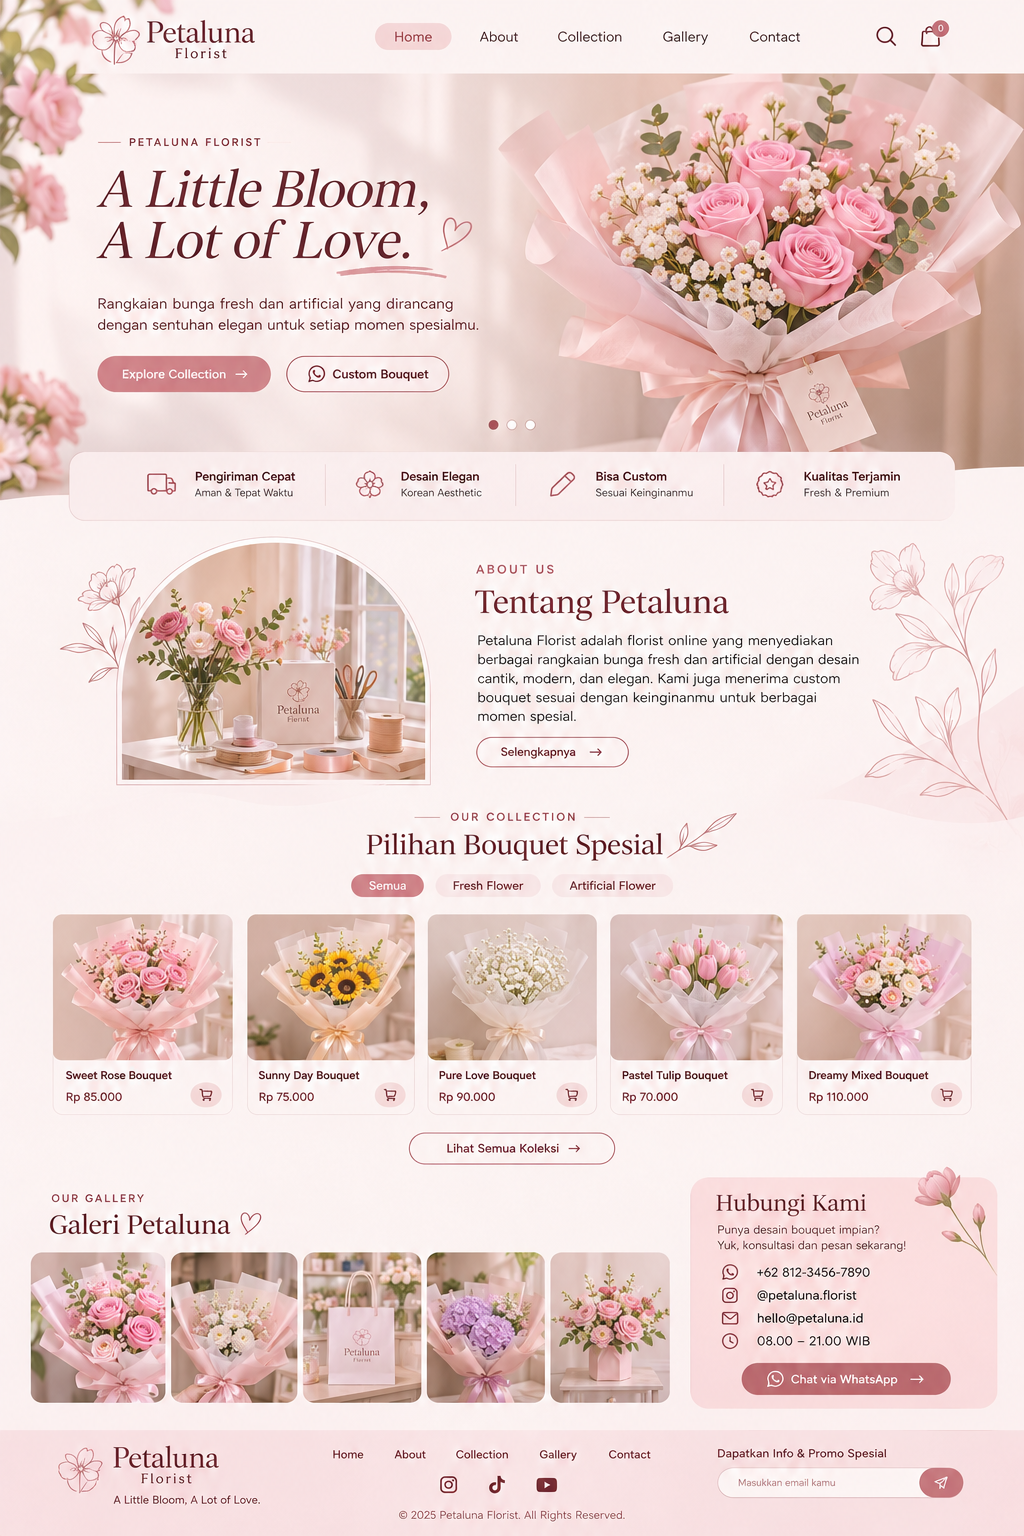 Petaluna
Florist
Home
About
Collection
Gallery
Contact
0
PETALUNA FLORIST
A Little Bloom,
A Lot of Love.
Rangkaian bunga fresh dan artificial yang dirancang
dengan sentuhan elegan untuk setiap momen spesialmu.
Explore Collection →
Custom Bouquet
Petaluna
Florist
Pengiriman Cepat
Aman & Tepat Waktu
Desain Elegan
Korean Aesthetic
Bisa Custom
Sesuai Keinginanmu
Kualitas Terjamin
Fresh & Premium
Petaluna
Florist
ABOUT US
Tentang Petaluna
Petaluna Florist adalah florist online yang menyediakan
berbagai rangkaian bunga fresh dan artificial dengan desain
cantik, modern, dan elegan. Kami juga menerima custom
bouquet sesuai dengan keinginanmu untuk berbagai
momen spesial.
Selengkapnya →
OUR COLLECTION
Pilihan Bouquet Spesial
Semua
Fresh Flower
Artificial Flower
Sweet Rose Bouquet
Rp 85.000
Sunny Day Bouquet
Rp 75.000
Pure Love Bouquet
Rp 90.000
Pastel Tulip Bouquet
Rp 70.000
Dreamy Mixed Bouquet
Rp 110.000
Lihat Semua Koleksi →
OUR GALLERY
Galeri Petaluna
Petaluna
Florist
Hubungi Kami
Punya desain bouquet impian?
Yuk, konsultasi dan pesan sekarang!
+62 812-3456-7890
@petaluna.florist
hello@petaluna.id
08.00 – 21.00 WIB
Chat via WhatsApp →
Petaluna
Florist
A Little Bloom, A Lot of Love.
Home
About
Collection
Gallery
Contact
© 2025 Petaluna Florist. All Rights Reserved.
Dapatkan Info & Promo Spesial
Masukkan email kamu